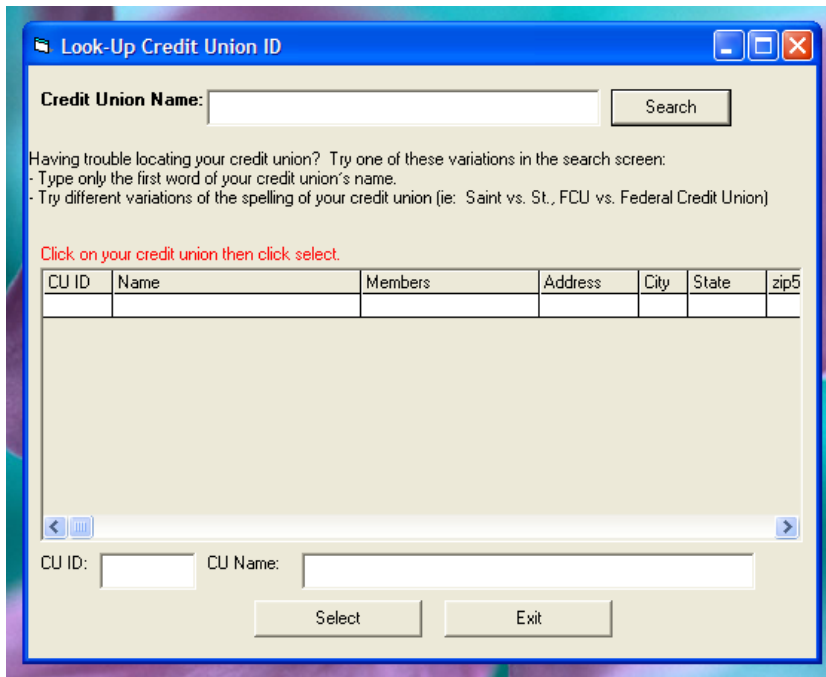 Look-Up Credit Union ID
Credit Union Name: Search
Having trouble locating your credit union? Try one of these variations in the search screen:
- Type only the first word of your credit union's name.
- Try different variations of the spelling of your credit union (ie: Saint vs. St., FCU vs. Federal Credit Union)
Click on your credit union then click select.
CU ID Name Members Address City State zip5
CU ID: CU Name:
Select Exit